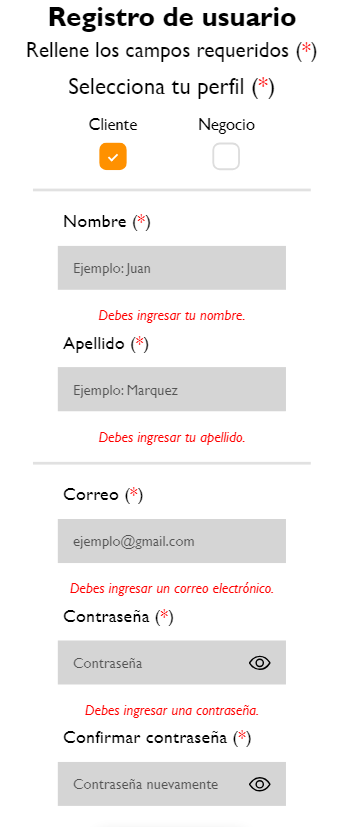 Registro de usuario
Rellene los campos requeridos (*)
Selecciona tu perfil (*)
Cliente Negocio
Nombre (*)
Ejemplo: Juan
Debes ingresar tu nombre.
Apellido (*)
Ejemplo: Marquez
Debes ingresar tu apellido.
Correo (*)
ejemplo@gmail.com
Debes ingresar un correo electrónico.
Contraseña (*)
Contraseña
Debes ingresar una contraseña.
Confirmar contraseña (*)
Contraseña nuevamente